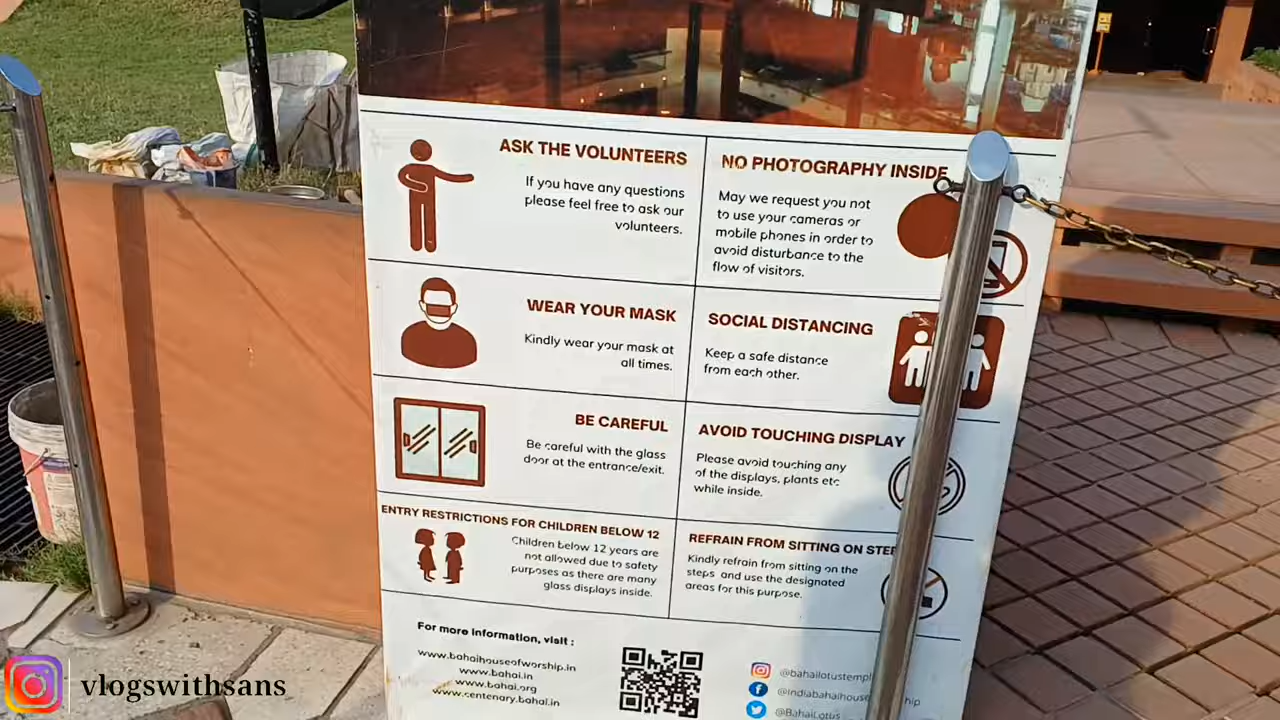 ASK THE VOLUNTEERS
If you have any questions
please feel free to ask our
volunteers.
NO PHOTOGRAPHY INSIDE
May we request you not
to use your cameras or
mobile phones in order to
avoid disturbance to the
flow of visitors.
WEAR YOUR MASK
Kindly wear your mask at
all times.
SOCIAL DISTANCING
Keep a safe distance
from each other.
BE CAREFUL
Be careful with the glass
door at the entrance/exit.
AVOID TOUCHING DISPLAY
Please avoid touching any
of the displays, plants etc
while inside.
ENTRY RESTRICTIONS FOR CHILDREN BELOW 12
Children below 12 years are
not allowed due to safety
purposes as there are many
glass displays inside.
REFRAIN FROM SITTING ON STE
Kindly refrain from sitting on the
steps and use the designated
areas for this purpose.
For more information, visit :
www.bahaihouseofworship.in
www.bahai.in
www.bahai.org
www.centenary.bahai.in
@bahailotustempl
@indiabahaihouse hip
@BahaiLotus
vlogswithsans